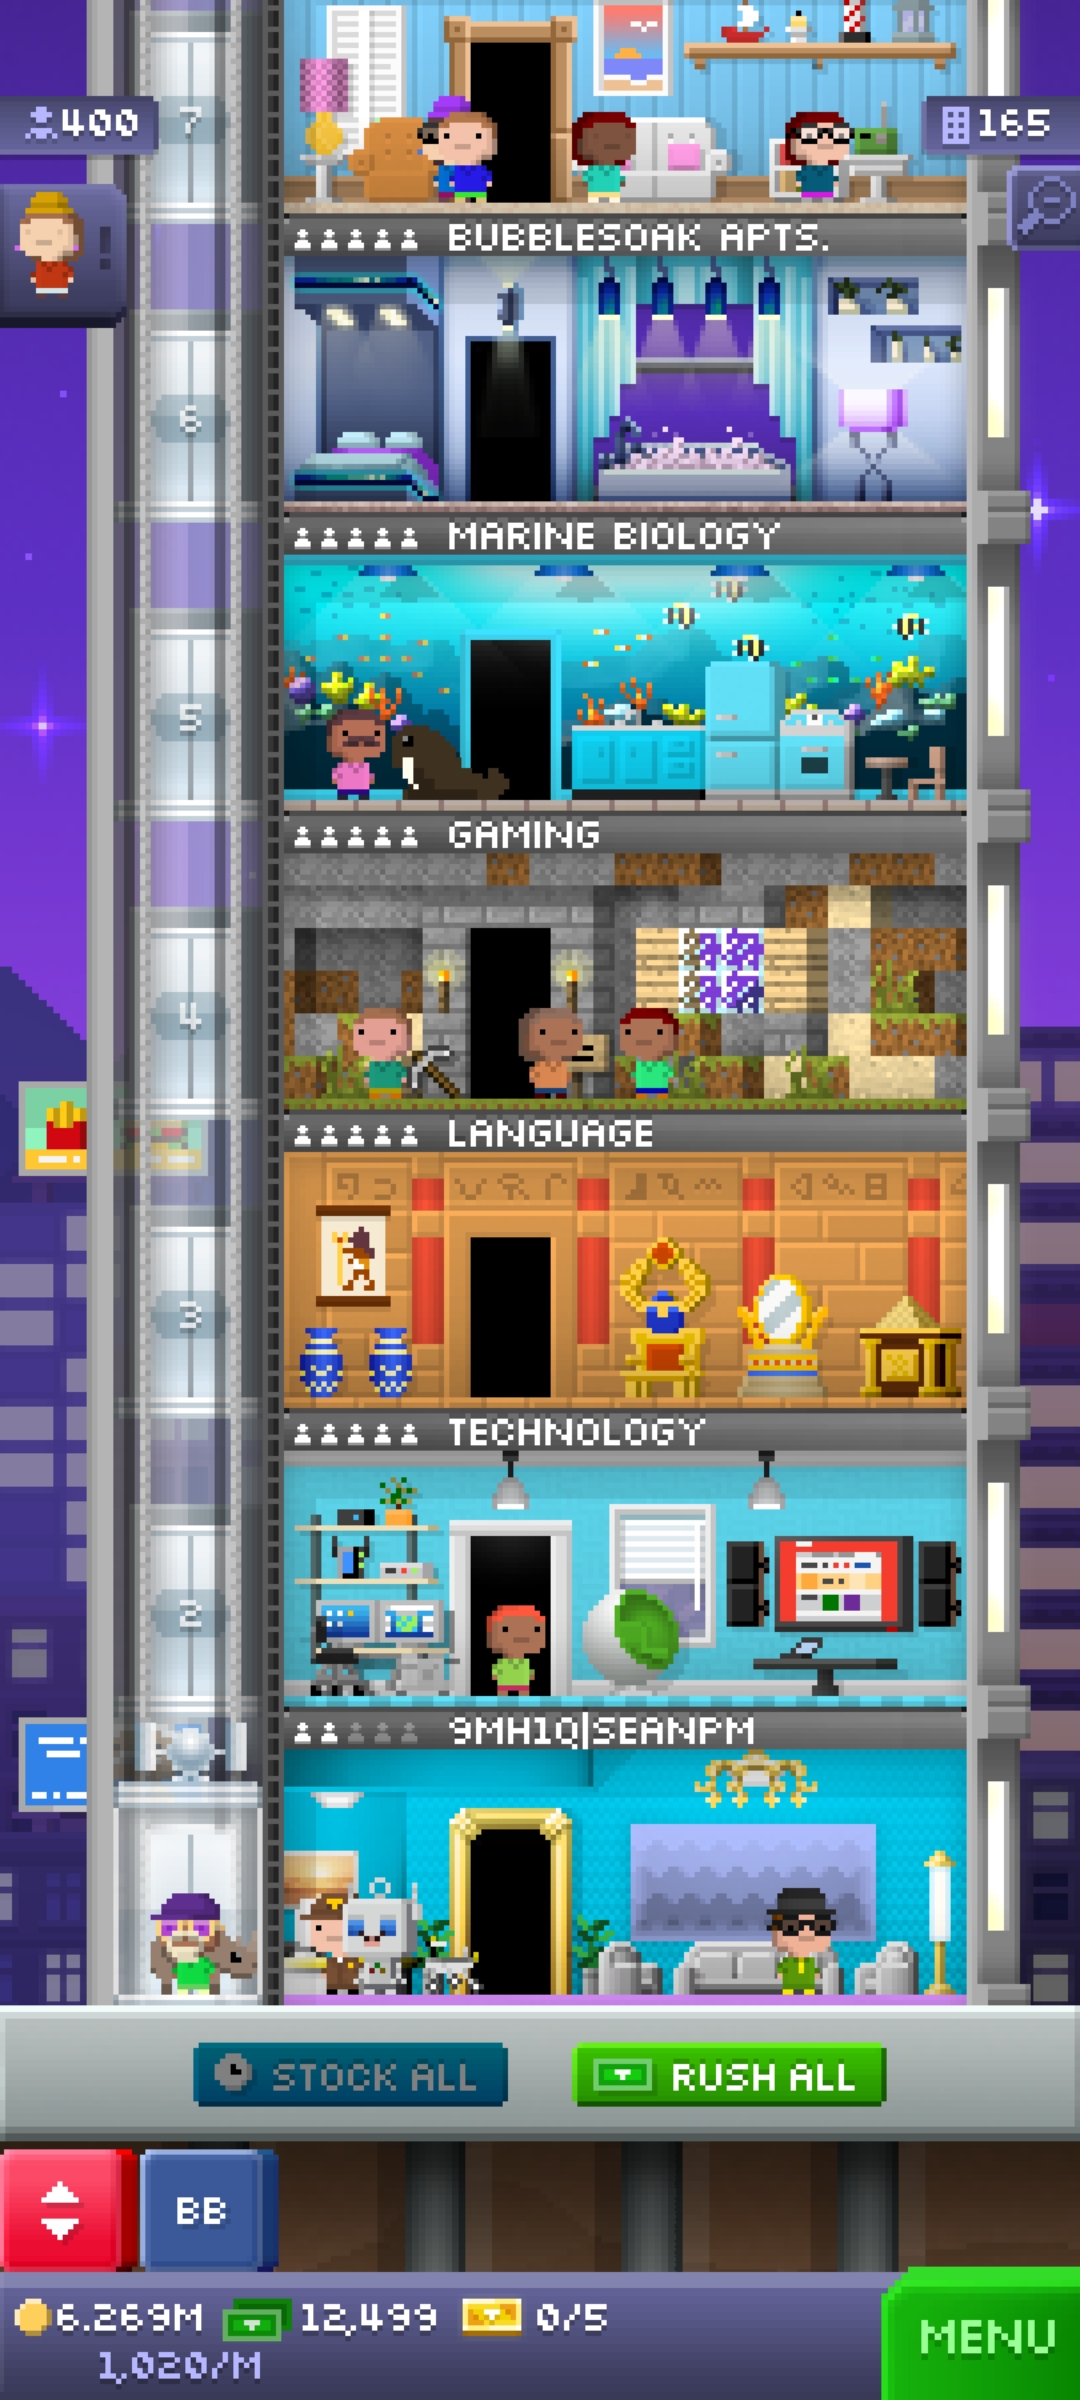 400
7
165
BUBBLESOAK APTS.
6
MARINE BIOLOGY
5
GAMING
4
LANGUAGE
3
TECHNOLOGY
2
9MH1Q|SEANPM
STOCK ALL
RUSH ALL
BB
6.269M
12,499
0/5
1,020/M
MENU